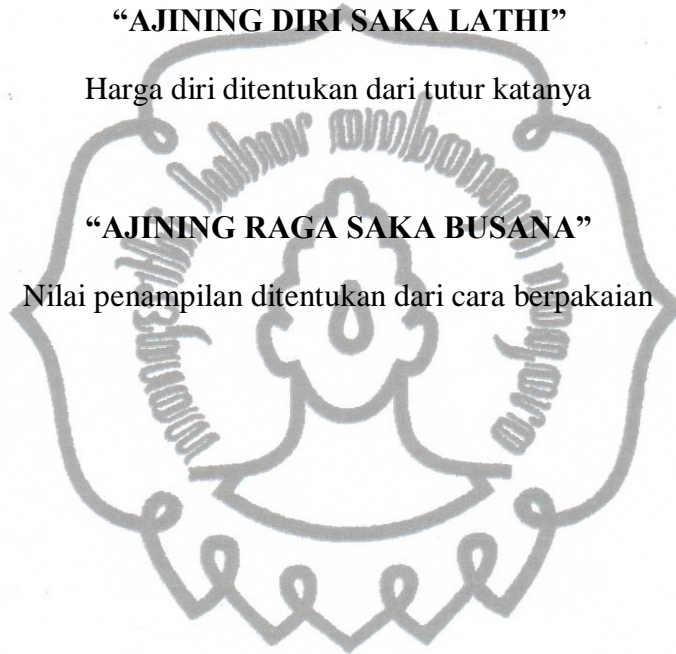 “AJINING DIRI SAKA LATHI”
Harga diri ditentukan dari tutur katanya
“AJINING RAGA SAKA BUSANA”
Nilai penampilan ditentukan dari cara berpakaian